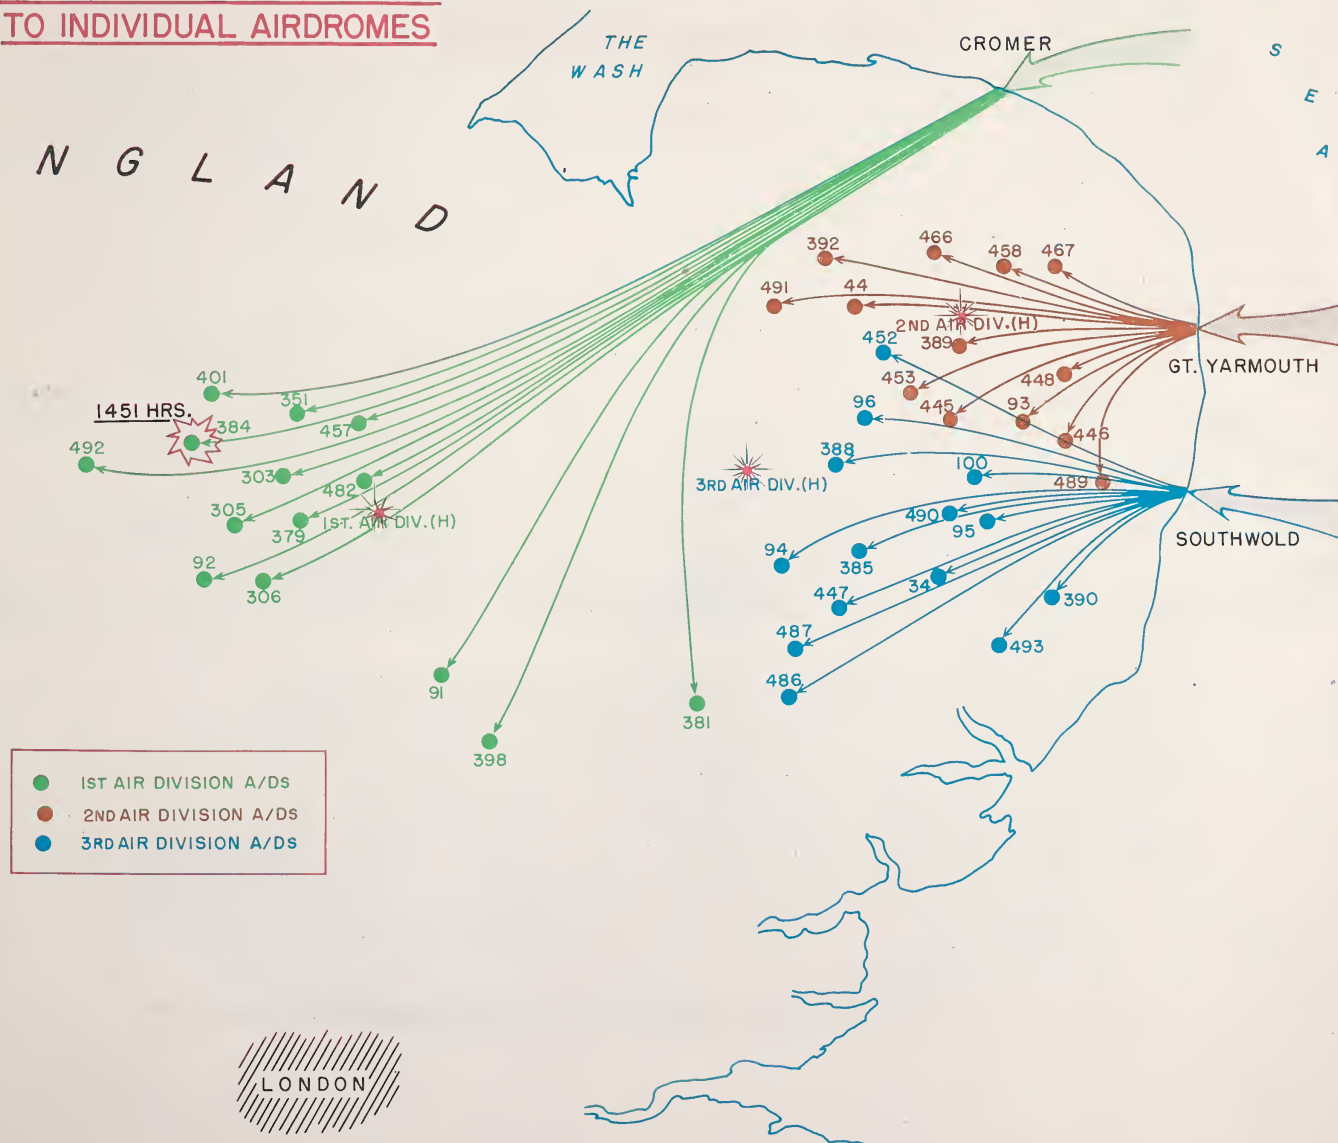 TO INDIVIDUAL AIRDROMES
THE
WASH
CROMER
S
E
A
N G L A N D
392
466
458
467
491
44
2ND AIR DIV.(H)
389
452
GT. YARMOUTH
453
448
401
351
1451 HRS.
384
457
96
445
93
446
492
388
100
303
482
3RD AIR DIV.(H)
489
305
379
1ST. AIR DIV.(H)
490
95
SOUTHWOLD
92
306
94
385
34
447
390
487
493
91
486
381
398
1ST AIR DIVISION A/DS
2ND AIR DIVISION A/DS
3RD AIR DIVISION A/DS
LONDON